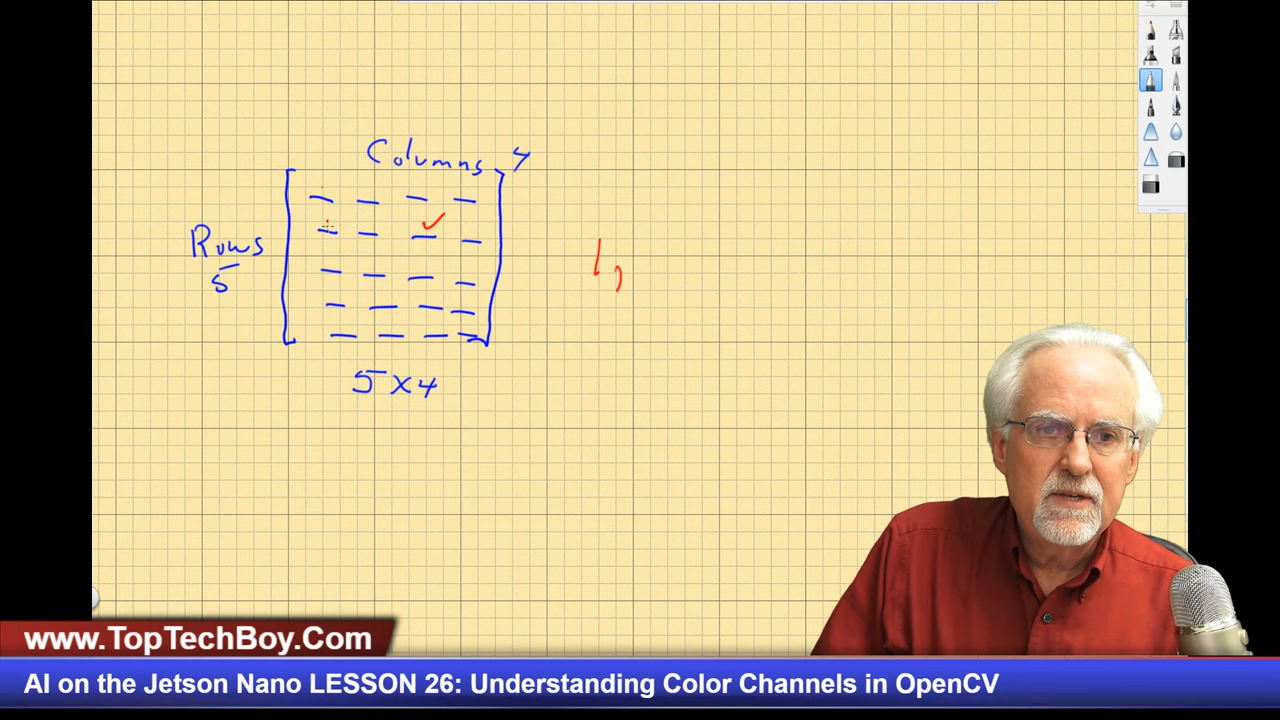 Columns 4
Rows
5
1,
5x4
www.TopTechBoy.Com
AI on the Jetson Nano LESSON 26: Understanding Color Channels in OpenCV